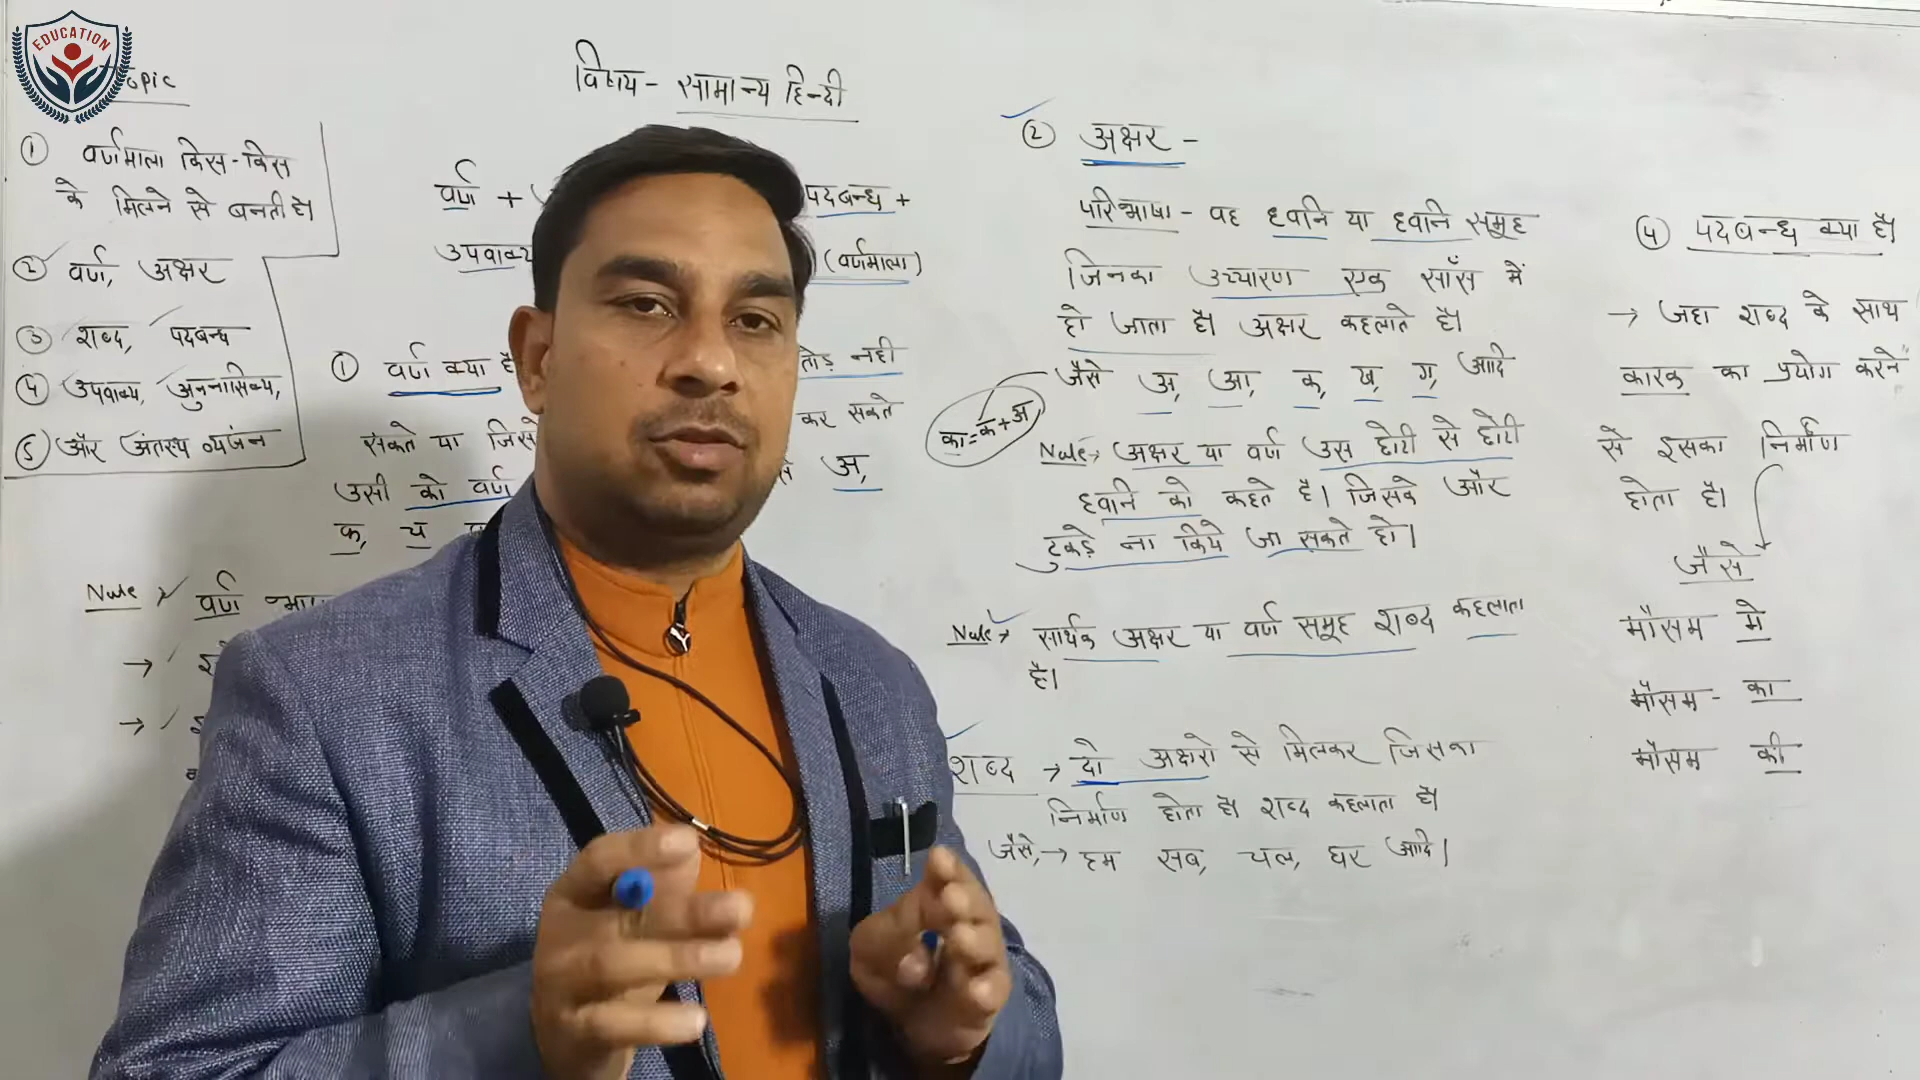 EDUCATION
Topic
① वर्णमाला किस-किस
के मिलने से बनती है।
② वर्ण, अक्षर
③ शब्द, पदबन्ध
④ उपवाक्य, अनुनासिक्य,
⑤ और अंतस्थ व्यंजन
विषय - सामान्य हिन्दी
वर्ण + पदबन्ध +
(वर्णमाला)
① वर्ण क्या तोड़ नही
सकते या कर सकते
उसी को वर्ण अ,
क, च
Note वर्ण
→
→
② अक्षर -
परिभाषा - वह ध्वनि या ध्वनि समूह
जिनका उच्चारण एक साँस में
हो जाता है। अक्षर कहलाते है।
जैसे अ, आ, क, ख, ग, आदि
का = क + अ
Note → अक्षर या वर्ण उस छोटी से छोटी
ध्वनि को कहते है। जिसके और
टुकड़े ना किये जा सकते हो।
Note → सार्थक अक्षर या वर्ण समूह शब्द कहलाता
है।
शब्द → दो अक्षरो से मिलकर जिसका
निर्माण होता है। शब्द कहलाता है।
जैसे, → हम सब, चल, घर आदि।
④ पदबन्ध क्या है।
→ जहा शब्द के साथ
कारक का प्रयोग करने
से इसका निर्माण
होता है।
जैसे
मौसम मे
मौसम - का
मौसम की